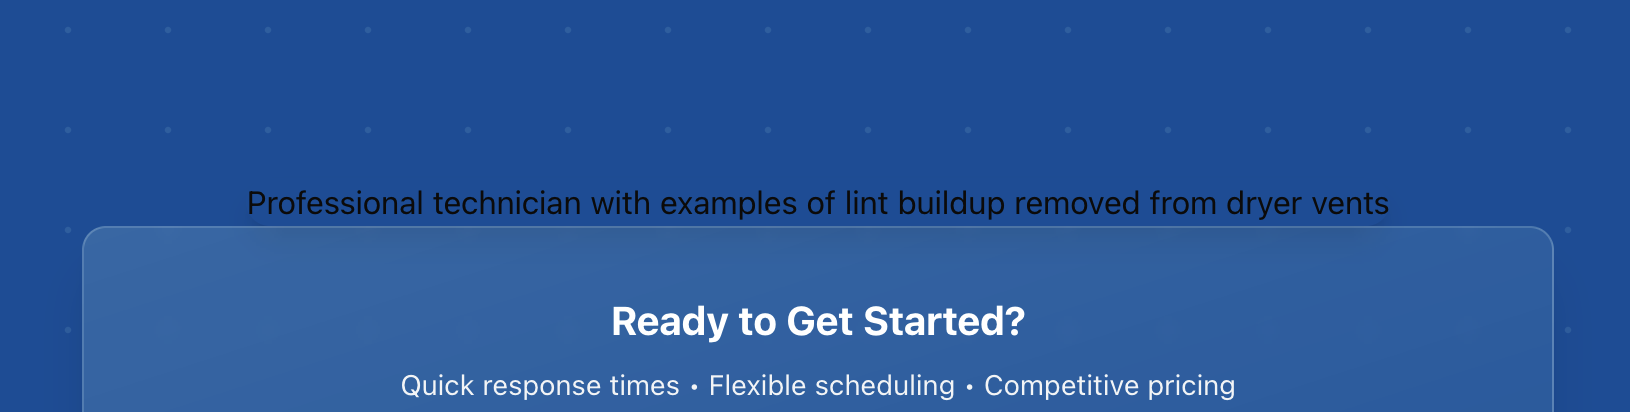 Professional technician with examples of lint buildup removed from dryer vents
Ready to Get Started?
Quick response times • Flexible scheduling • Competitive pricing